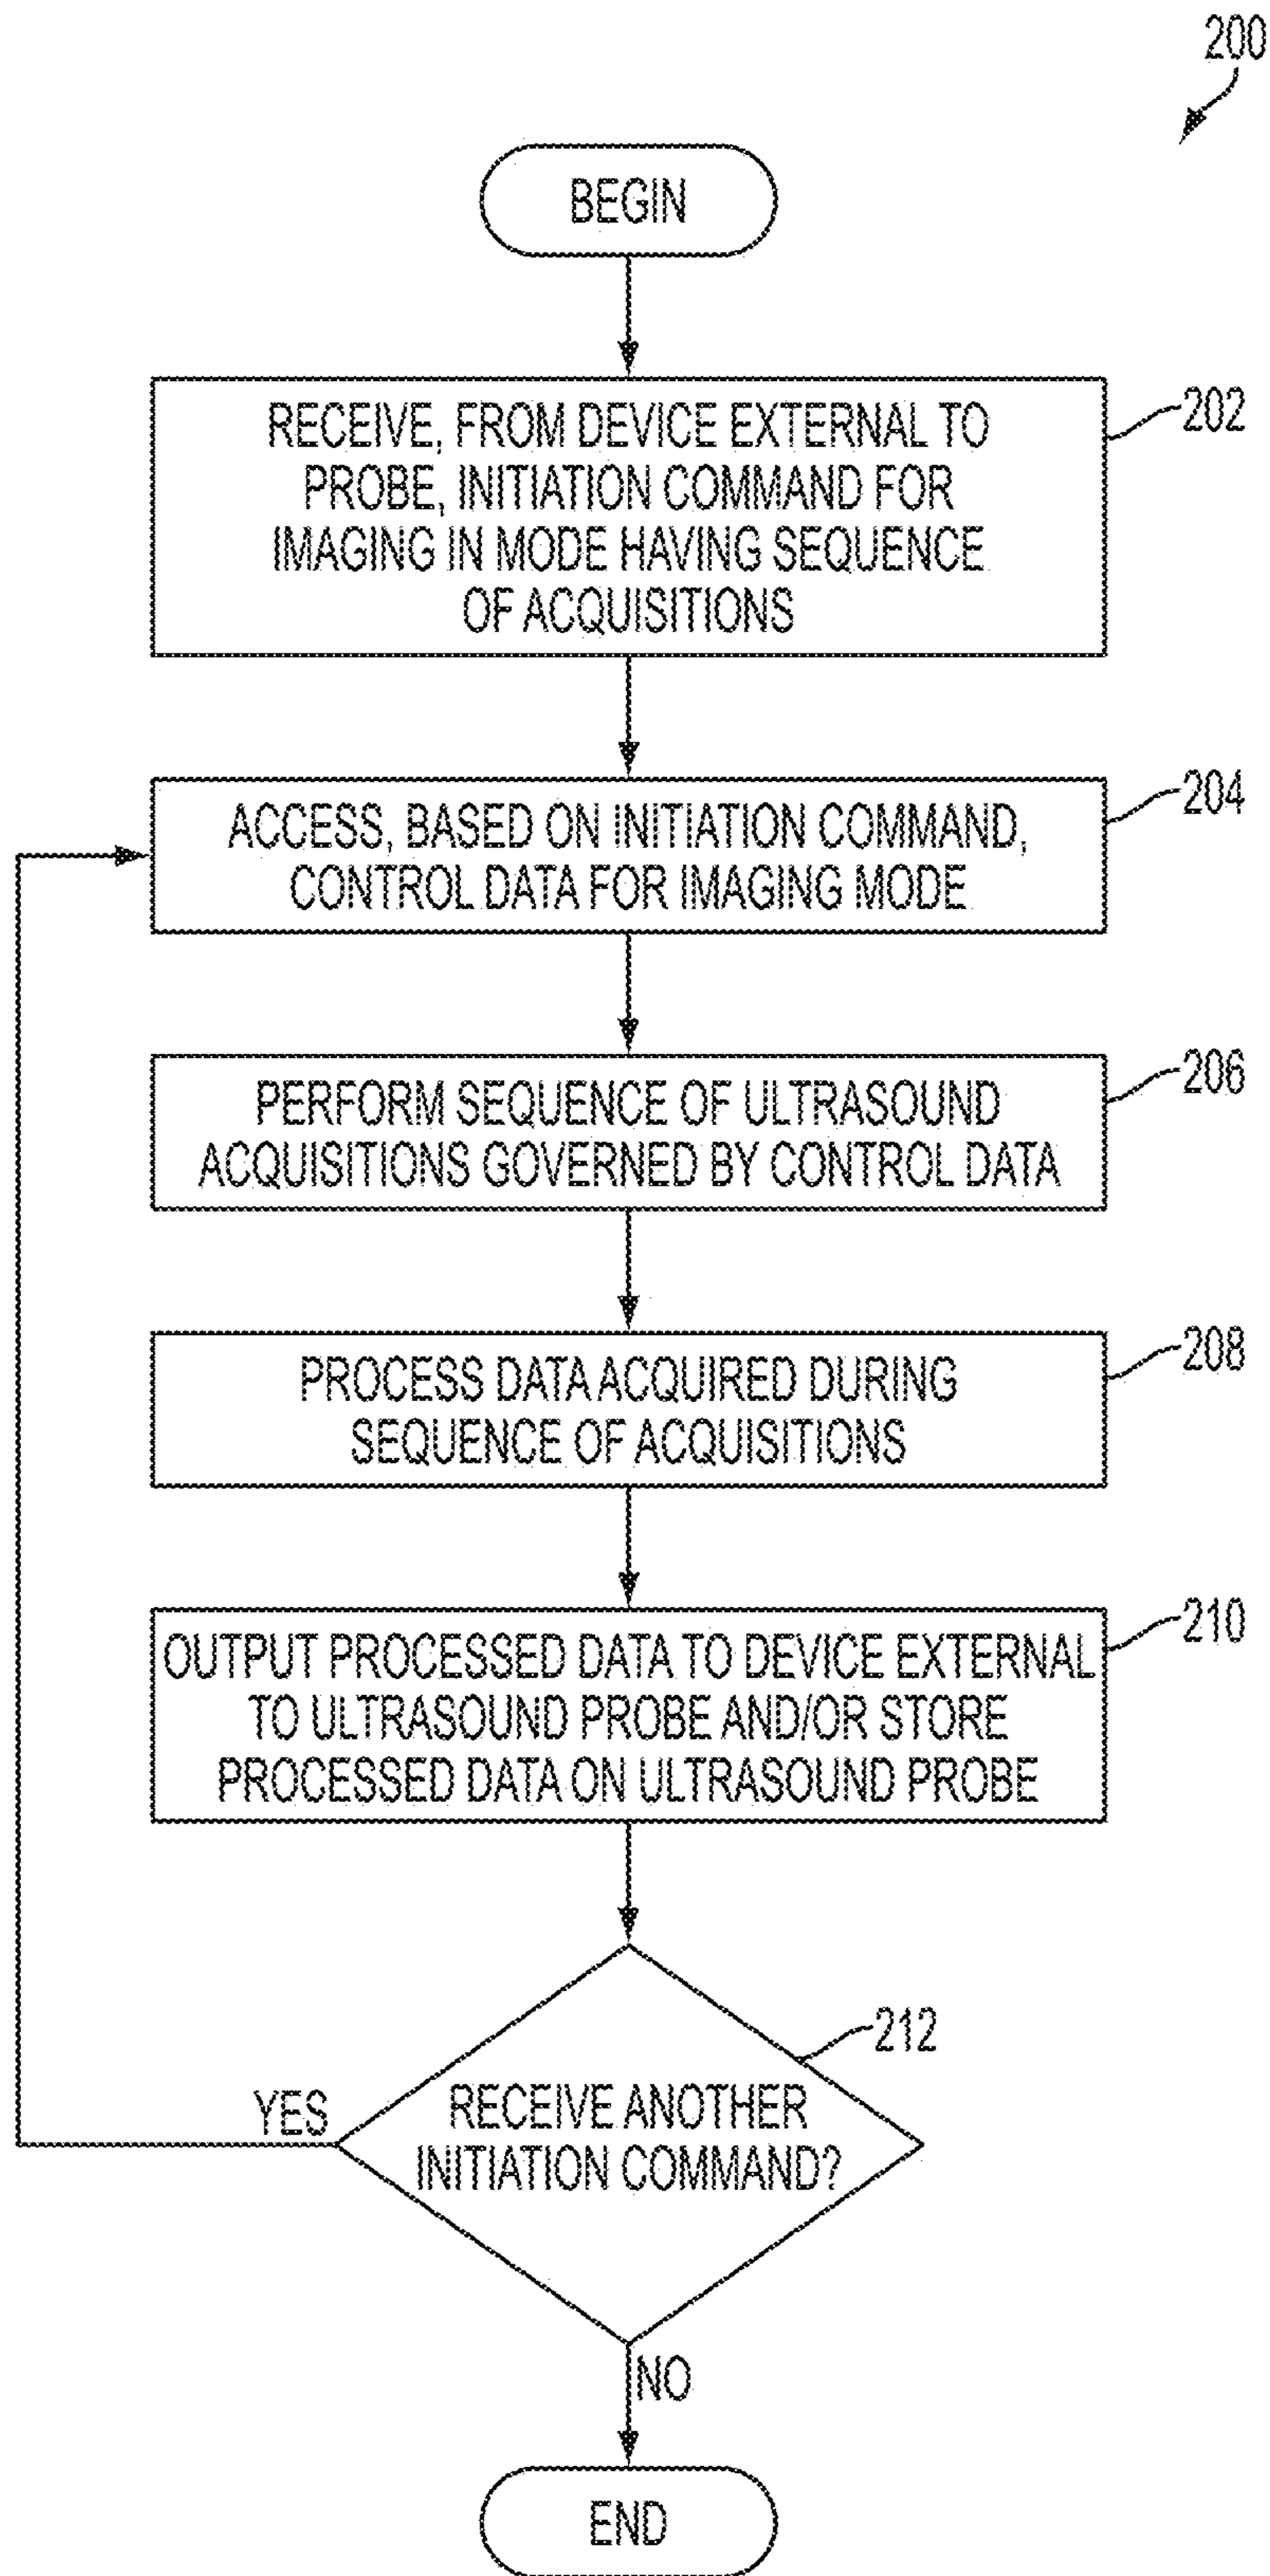 200
BEGIN
RECEIVE, FROM DEVICE EXTERNAL TO
PROBE, INITIATION COMMAND FOR
IMAGING IN MODE HAVING SEQUENCE
OF ACQUISITIONS
202
ACCESS, BASED ON INITIATION COMMAND,
CONTROL DATA FOR IMAGING MODE
204
PERFORM SEQUENCE OF ULTRASOUND
ACQUISITIONS GOVERNED BY CONTROL DATA
206
PROCESS DATA ACQUIRED DURING
SEQUENCE OF ACQUISITIONS
208
OUTPUT PROCESSED DATA TO DEVICE EXTERNAL
TO ULTRASOUND PROBE AND/OR STORE
PROCESSED DATA ON ULTRASOUND PROBE
210
212
YES
RECEIVE ANOTHER
INITIATION COMMAND?
NO
END